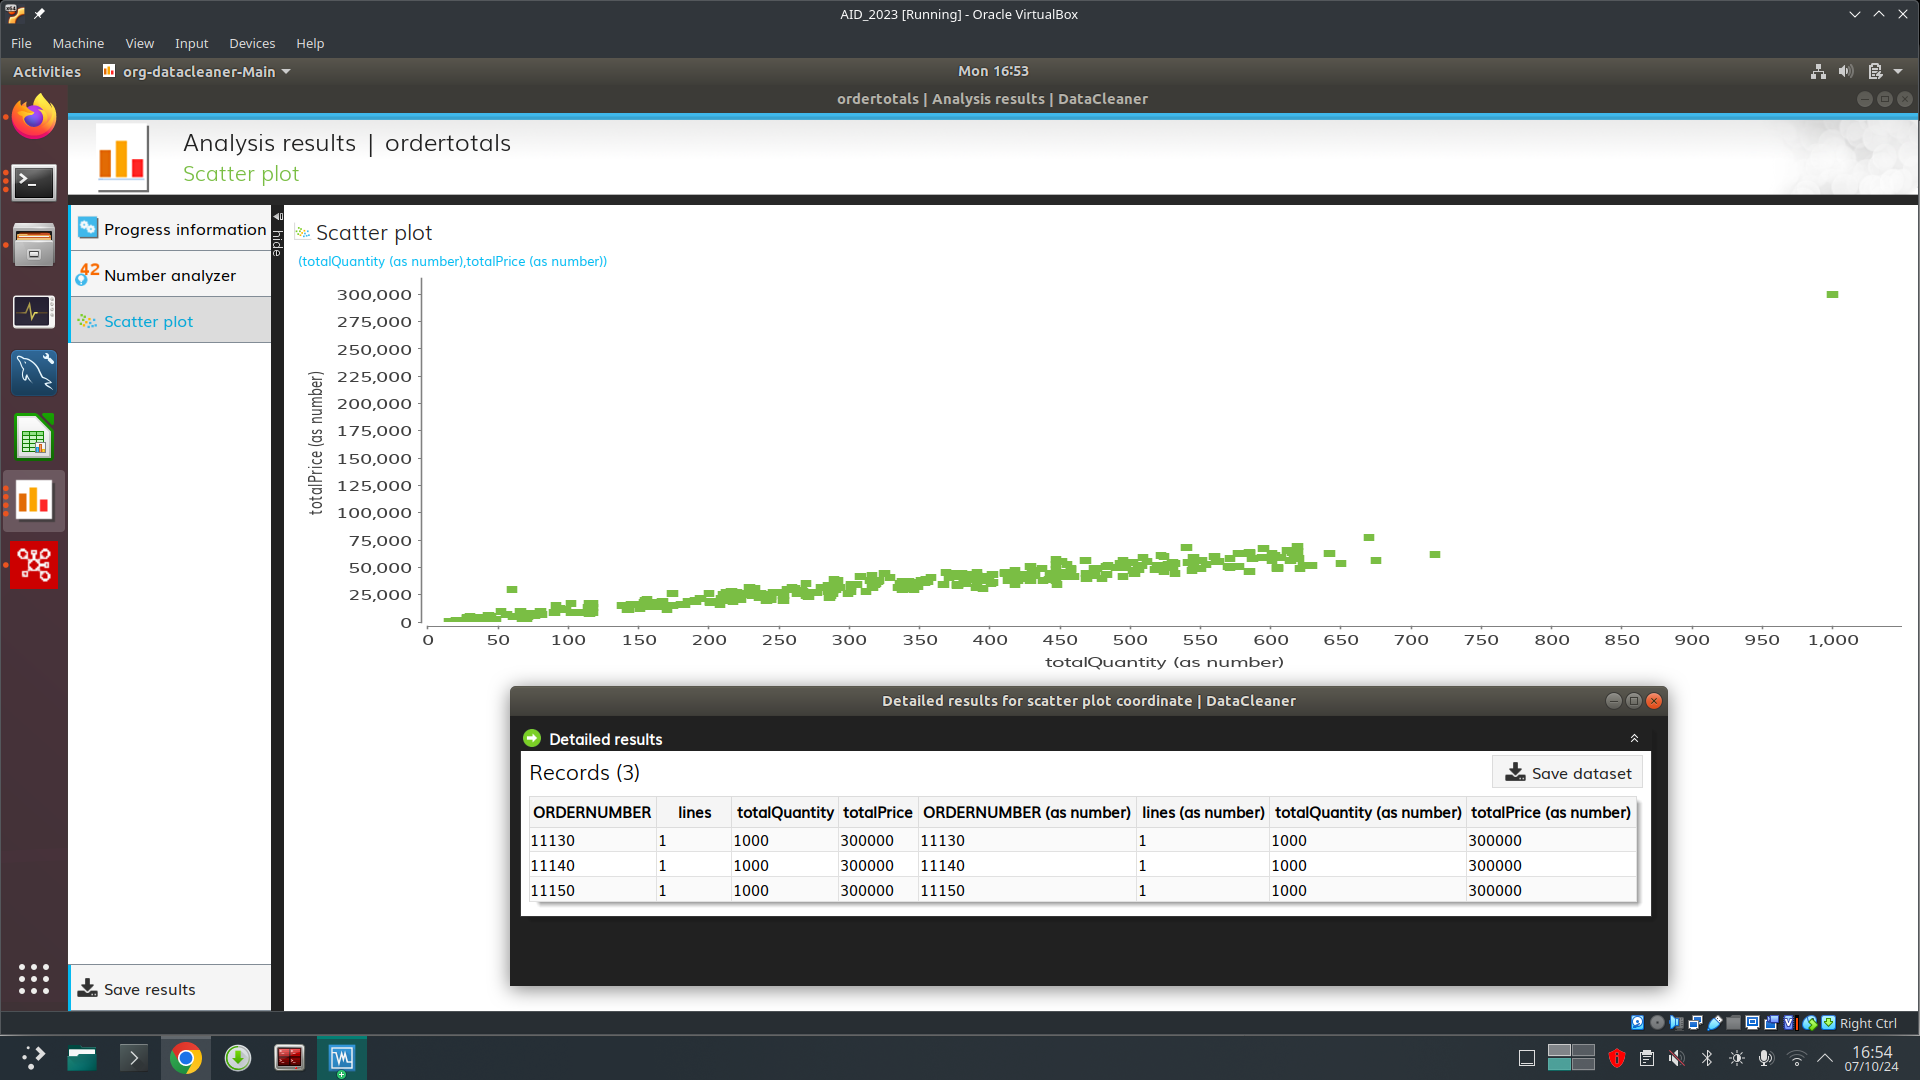 AID_2023 [Running] - Oracle VirtualBox
File Machine View Input Devices Help
Activities org-datacleaner-Main Mon 16:53
ordertotals | Analysis results | DataCleaner
Analysis results | ordertotals
Scatter plot
Progress information
42 Number analyzer
Scatter plot
Save results
hide
Scatter plot
(totalQuantity (as number),totalPrice (as number))
totalPrice (as number)
300,000
275,000
250,000
225,000
200,000
175,000
150,000
125,000
100,000
75,000
50,000
25,000
0
0 50 100 150 200 250 300 350 400 450 500 550 600 650 700 750 800 850 900 950 1,000
totalQuantity (as number)
Detailed results for scatter plot coordinate | DataCleaner
Detailed results
Records (3) Save dataset
ORDERNUMBER lines totalQuantity totalPrice ORDERNUMBER (as number) lines (as number) totalQuantity (as number) totalPrice (as number)
11130 1 1000 300000 11130 1 1000 300000
11140 1 1000 300000 11140 1 1000 300000
11150 1 1000 300000 11150 1 1000 300000
Right Ctrl
16:54
07/10/24